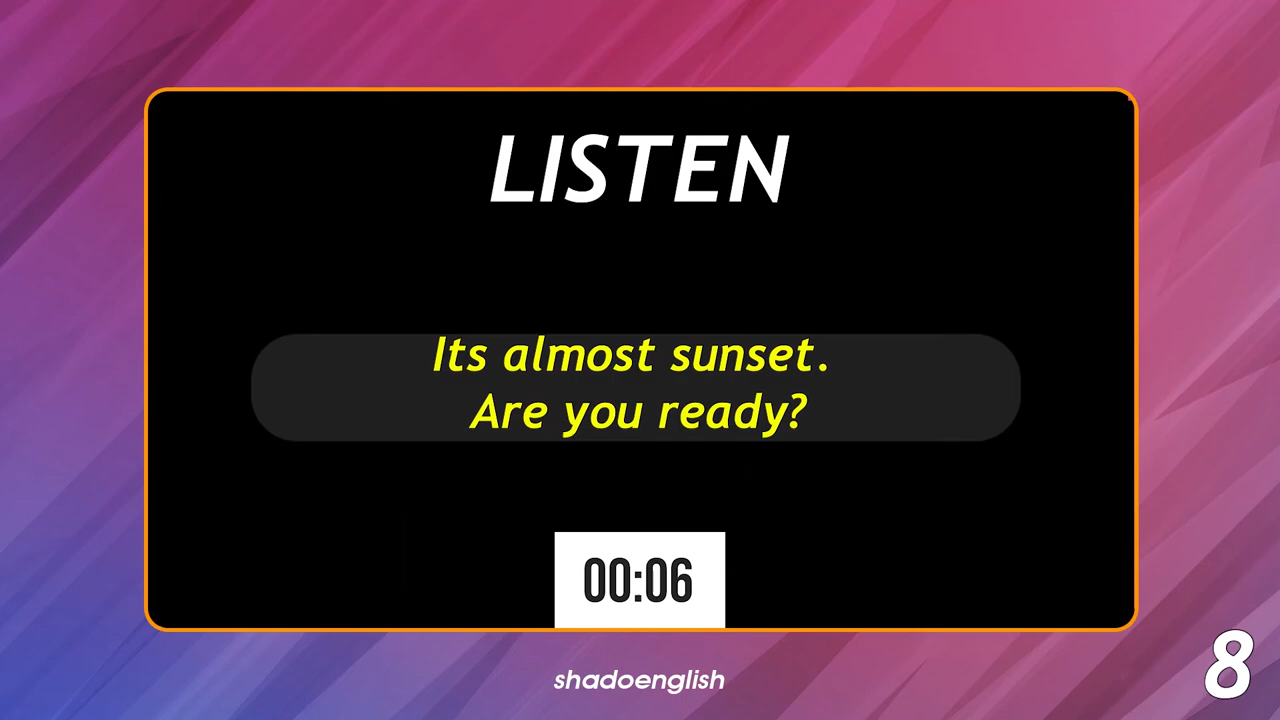 LISTEN
Its almost sunset.
Are you ready?
00:06
shadoenglish
8